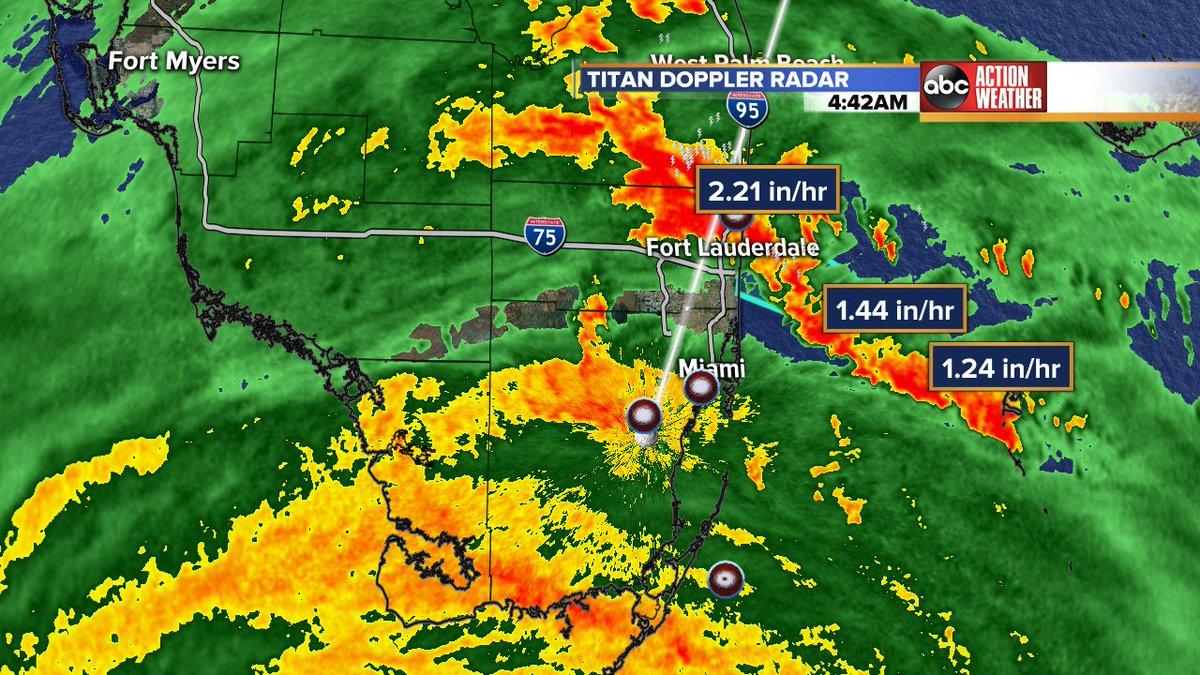 Fort Myers
West Palm Beach
TITAN DOPPLER RADAR
4:42AM
abc
ACTION
WEATHER
INTERSTATE
95
2.21 in/hr
INTERSTATE
75
Fort Lauderdale
1.44 in/hr
Miami
1.24 in/hr